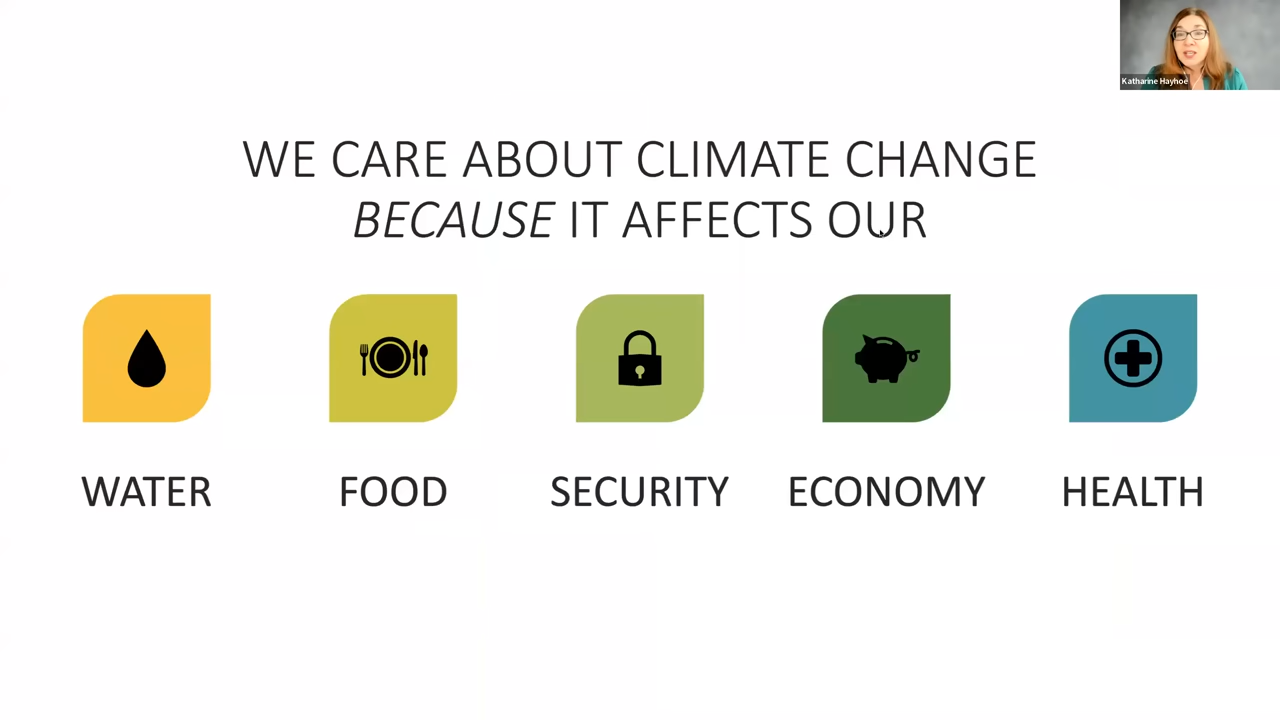 Katharine Hayhoe
WE CARE ABOUT CLIMATE CHANGE
BECAUSE IT AFFECTS OUR
WATER
FOOD
SECURITY
ECONOMY
HEALTH